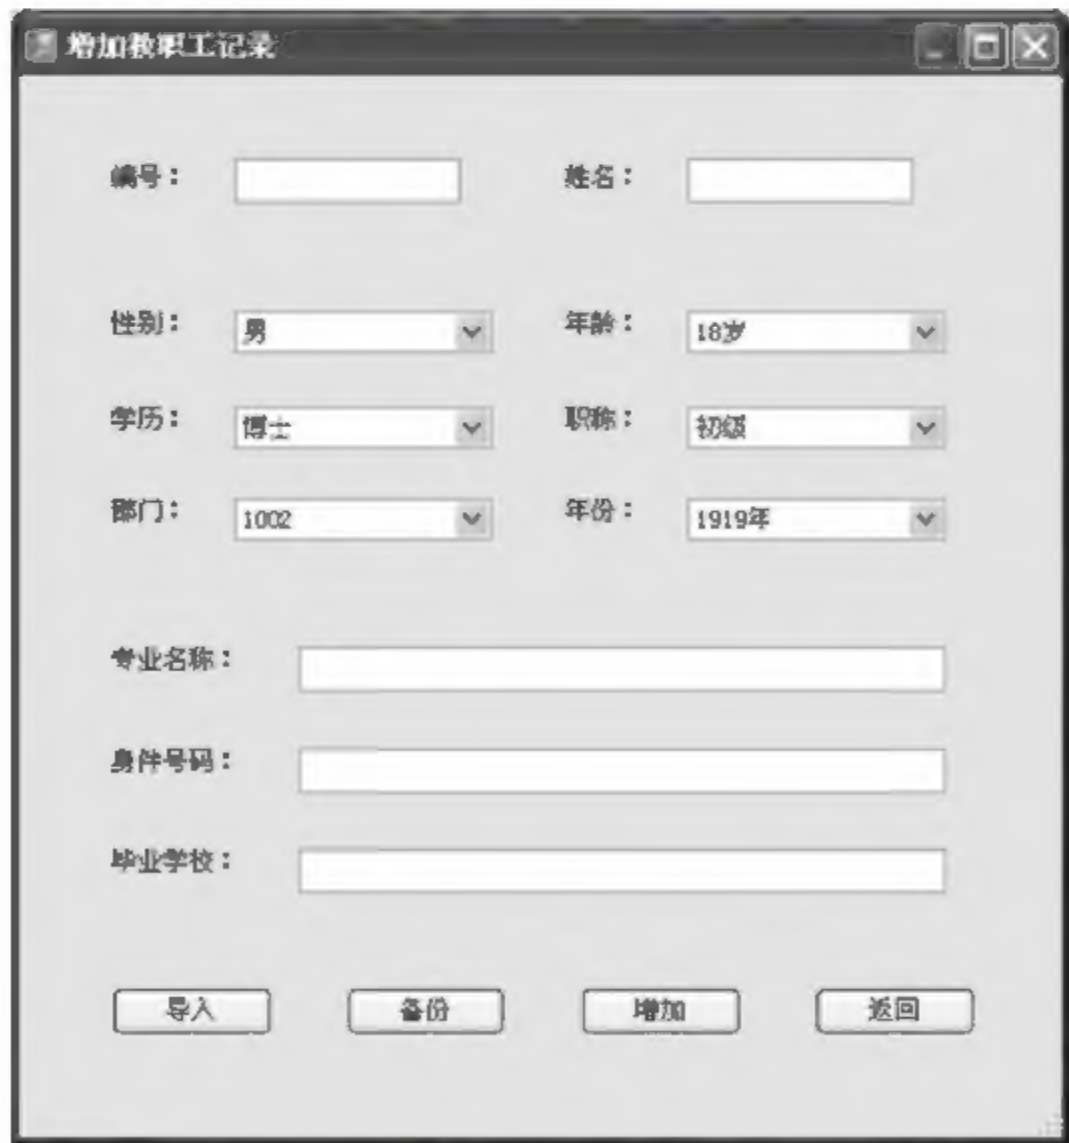 增加教职工记录
编号： 姓名：
性别： 男 年龄： 18岁
学历： 博士 职称： 初级
部门： 1002 年份： 1919年
专业名称：
身件号码：
毕业学校：
导入 备份 增加 返回